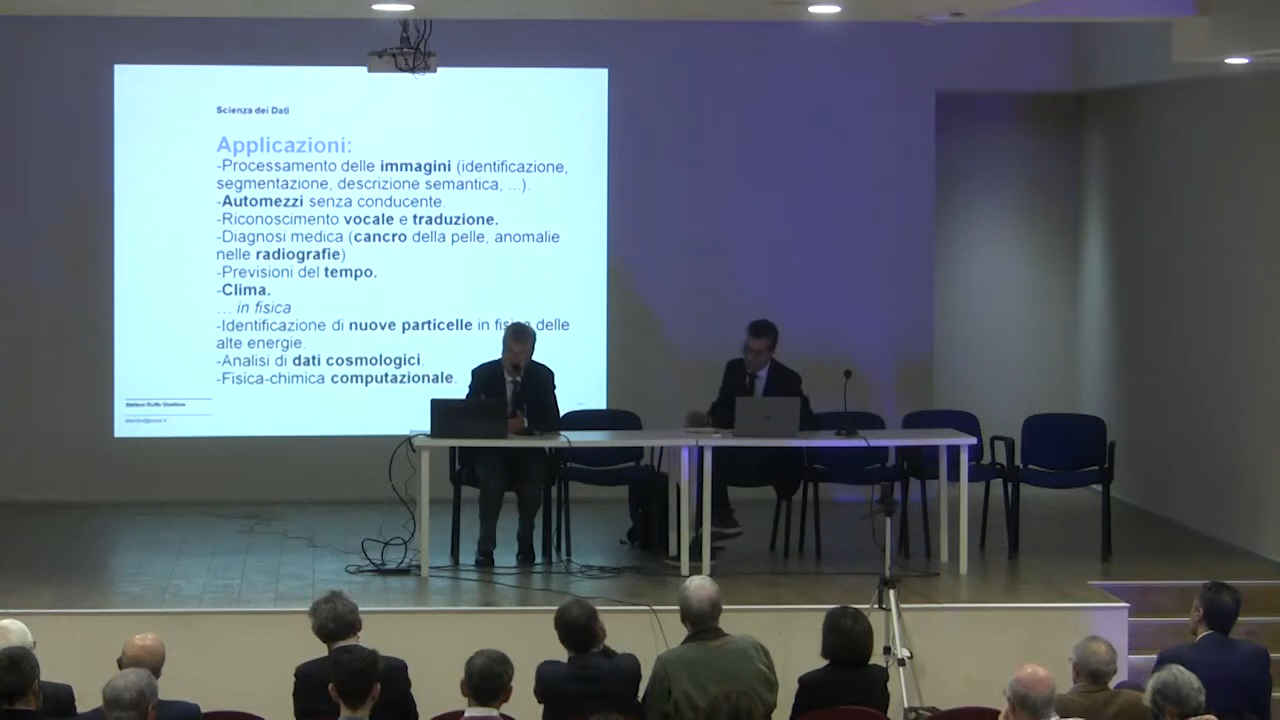 Scienza dei Dati
Applicazioni:
-Processamento delle immagini (identificazione,
segmentazione, descrizione semantica, ...).
-Automezzi senza conducente.
-Riconoscimento vocale e traduzione.
-Diagnosi medica (cancro della pelle, anomalie
nelle radiografie)
-Previsioni del tempo.
-Clima.
... in fisica
-Identificazione di nuove particelle in fisica delle
alte energie.
-Analisi di dati cosmologici.
-Fisica-chimica computazionale.
Stefano Ruffo